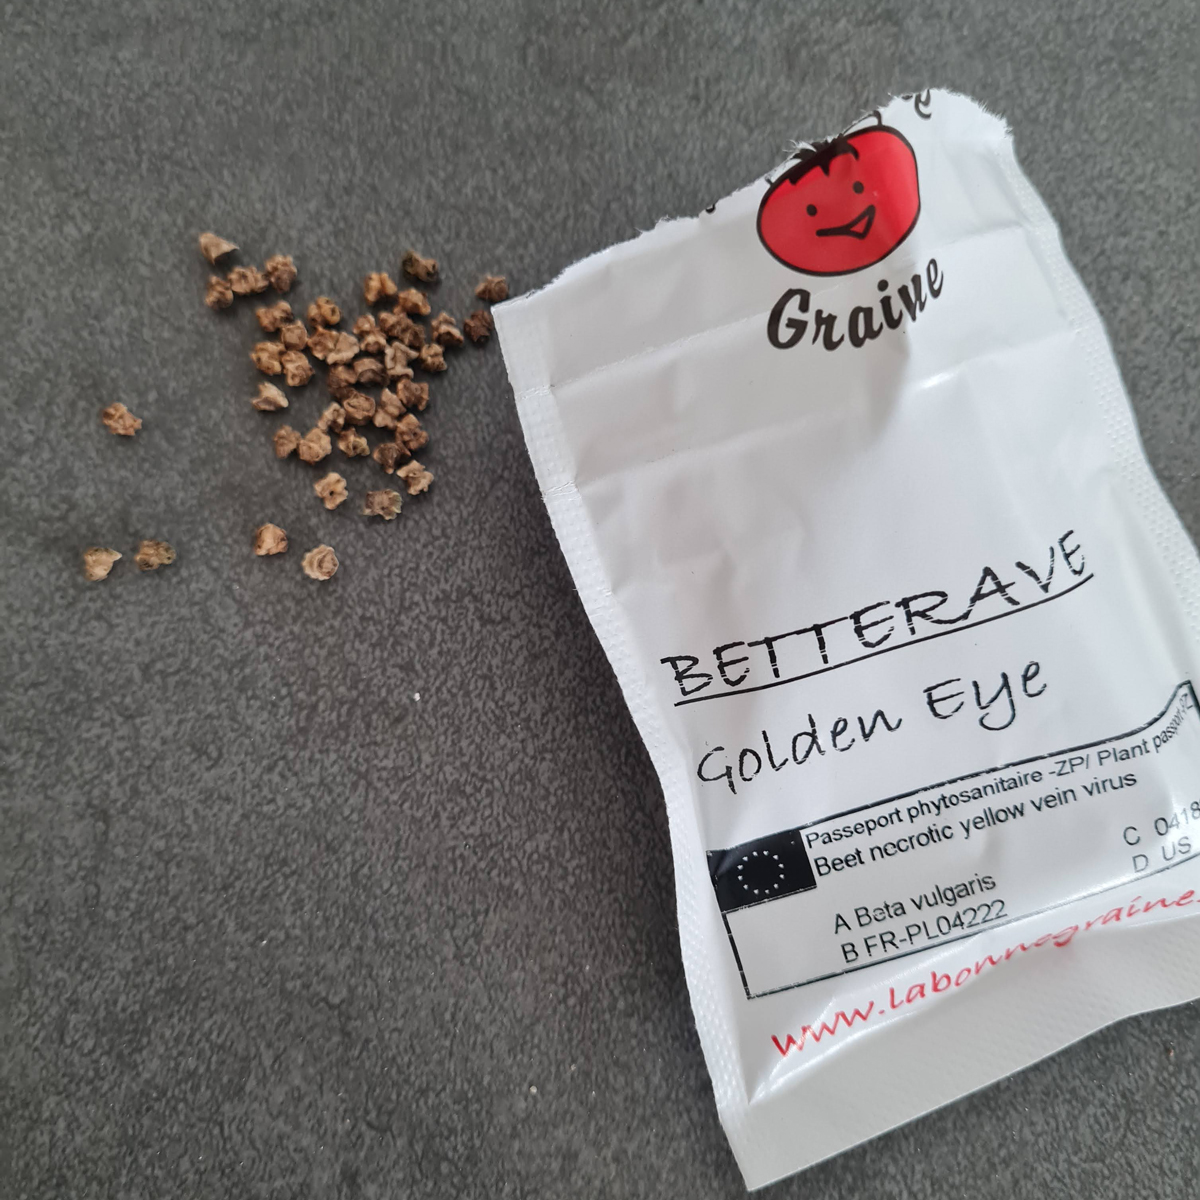 Graine
BETTERAVE
Golden Eye
Passeport phytosanitaire -ZP/ Plant passport-PZ
Beet necrotic yellow vein virus
A Beta vulgaris
C 0418
B FR-PL04222
D US
www.labonnegraine.